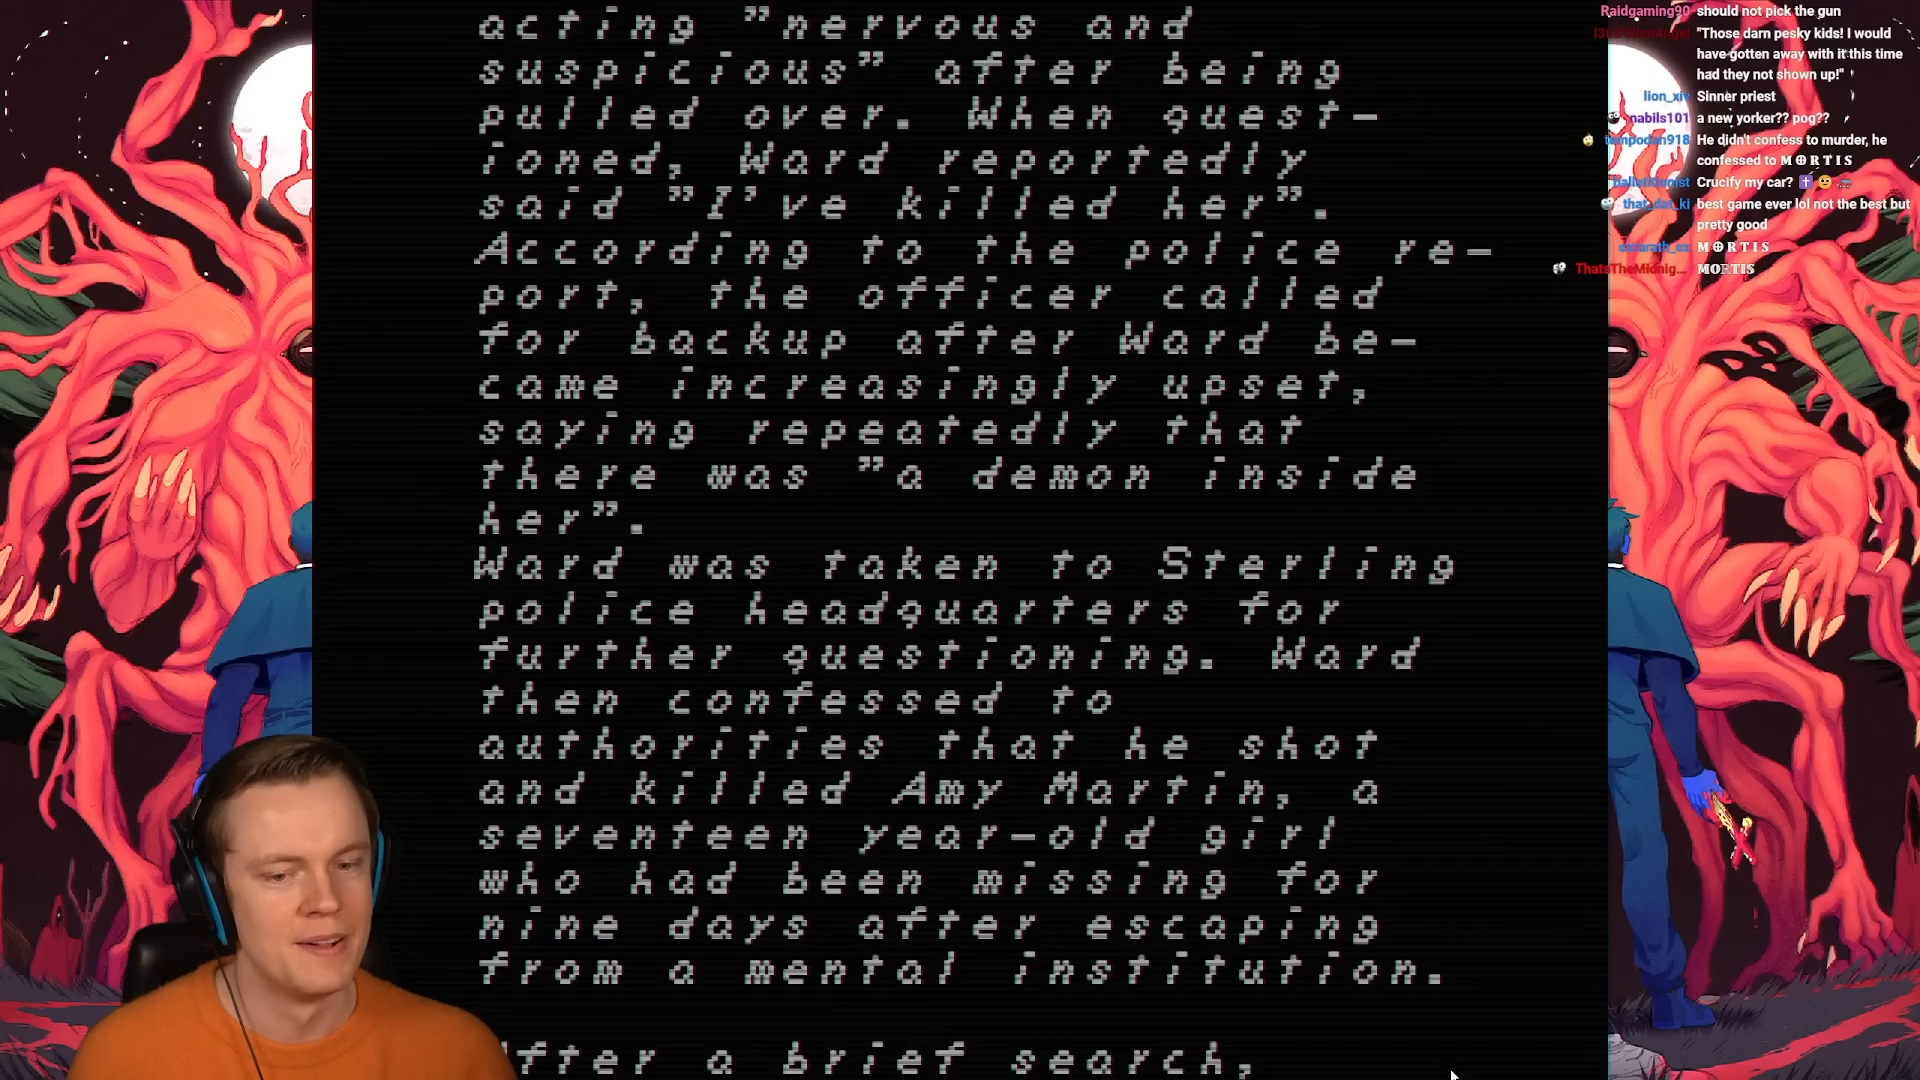 acting "nervous and
suspicious" after being
pulled over. When quest-
ioned, Ward reportedly
said "I've killed her".
According to the police re-
port, the officer called
for backup after Ward be-
came increasingly upset,
saying repeatedly that
there was "a demon inside
her".
Ward was taken to Sterling
police headquarters for
further questioning. Ward
then confessed to
authorities that he shot
and killed Amy Martin, a
seventeen year-old girl
who had been missing for
nine days after escaping
from a mental institution.
After a brief search,
Raidgaming90 should not pick the gun
"Those darn pesky kids! I would
have gotten away with it this time
had they not shown up!"
lion_xiv Sinner priest
nabils101 a new yorker?? pog??
tempodan918 He didn't confess to murder, he
confessed to M⊕RTIS
Crucify my car?
that_dat_ki best game ever lol not the best but
pretty good
M⊕RTIS
ThatsTheMidnig... MORTIS